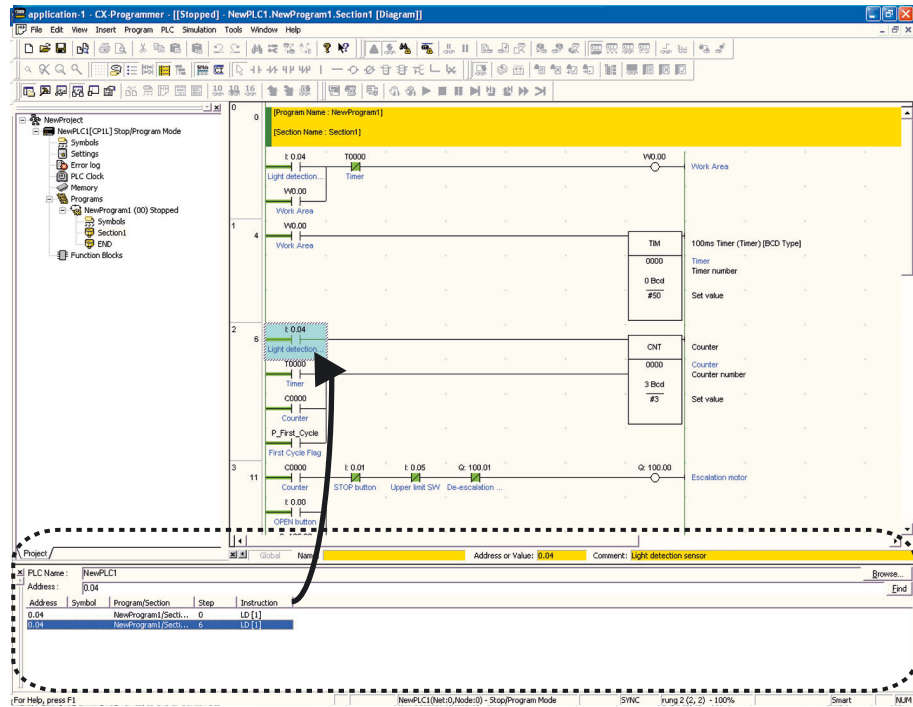 application-1 - CX-Programmer - [[Stopped] - NewPLC1.NewProgram1.Section1 [Diagram]]
File Edit View Insert Program PLC Simulation Tools Window Help
NewProject
NewPLC1[CP1L] Stop/Program Mode
Symbols
Settings
Error log
PLC Clock
Memory
Programs
NewProgram1 (00) Stopped
Symbols
Section1
END
Function Blocks
Project
0 0
[Program Name : NewProgram1]
[Section Name : Section1]
I: 0.04 T0000 W0.00
Light detection... Timer Work Area
W0.00
Work Area
1 4
W0.00
Work Area
TIM 100ms Timer (Timer) [BCD Type]
0000 Timer
Timer number
0 Bcd
#50 Set value
2 6
I: 0.04
Light detection...
CNT Counter
T0000
Timer
0000 Counter
Counter number
3 Bcd
#3 Set value
C0000
Counter
P_First_Cycle
First Cycle Flag
3 11
C0000 I: 0.01 I: 0.05 Q: 100.01 Q: 100.00
Counter STOP button Upper limit SW De-escalation ... Escalation motor
I: 0.00
OPEN button
Global Name: Address or Value: 0.04 Comment: Light detection sensor
PLC Name : NewPLC1 Browse...
Address : 0.04 Find
Address Symbol Program/Section Step Instruction
0.04 NewProgram1/Secti... 0 LD [1]
0.04 NewProgram1/Secti... 6 LD [1]
For Help, press F1 NewPLC1(Net:0,Node:0) - Stop/Program Mode SYNC rung 2 (2, 2) - 100% Smart NUM